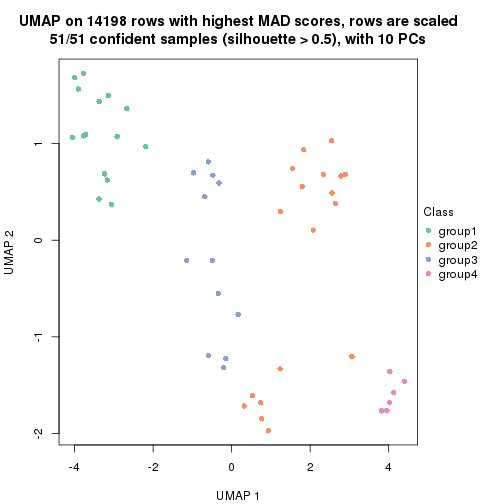 UMAP on 14198 rows with highest MAD scores, rows are scaled
51/51 confident samples (silhouette > 0.5), with 10 PCs
UMAP 2
1
0
-1
-2
-4
-2
0
2
4
UMAP 1
Class
group1
group2
group3
group4